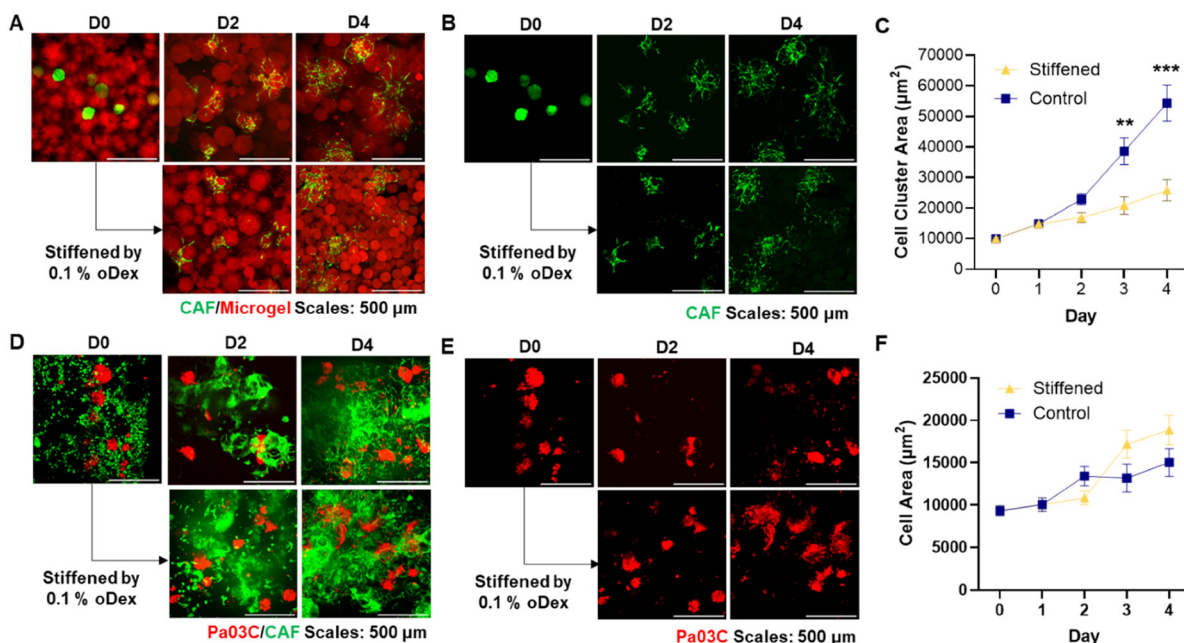 A
D0
D2
D4
Stiffened by
0.1 % oDex
CAF/Microgel Scales: 500 µm
B
D0
D2
D4
Stiffened by
0.1 % oDex
CAF Scales: 500 µm
C
70000
60000
50000
40000
30000
20000
10000
0
Cell Cluster Area (µm²)
Stiffened
Control
**
***
0 1 2 3 4
Day
D
D0
D2
D4
Stiffened by
0.1 % oDex
Pa03C/CAF Scales: 500 µm
E
D0
D2
D4
Stiffened by
0.1 % oDex
Pa03C Scales: 500 µm
F
25000
20000
15000
10000
5000
0
Cell Area (µm²)
Stiffened
Control
0 1 2 3 4
Day